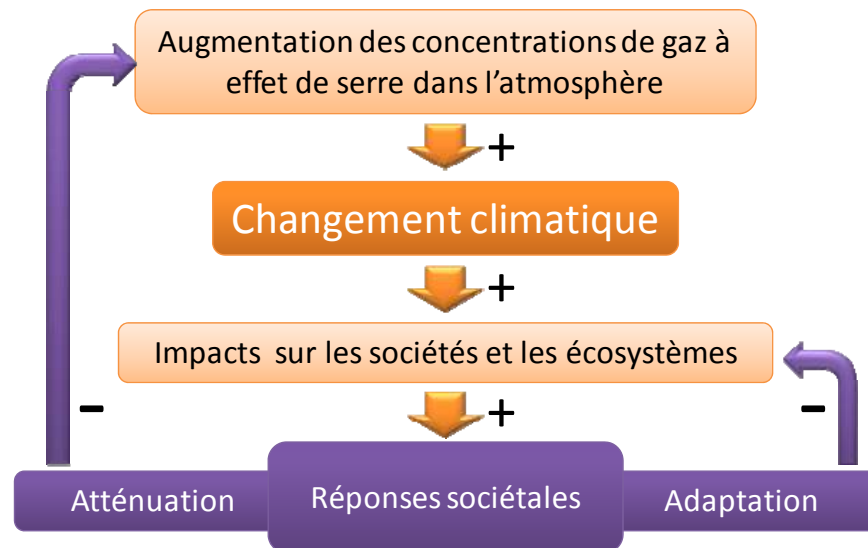 Augmentation des concentrations de gaz à
effet de serre dans l’atmosphère
+
Changement climatique
+
Impacts sur les sociétés et les écosystèmes
+
–
–
Atténuation
Réponses sociétales
Adaptation